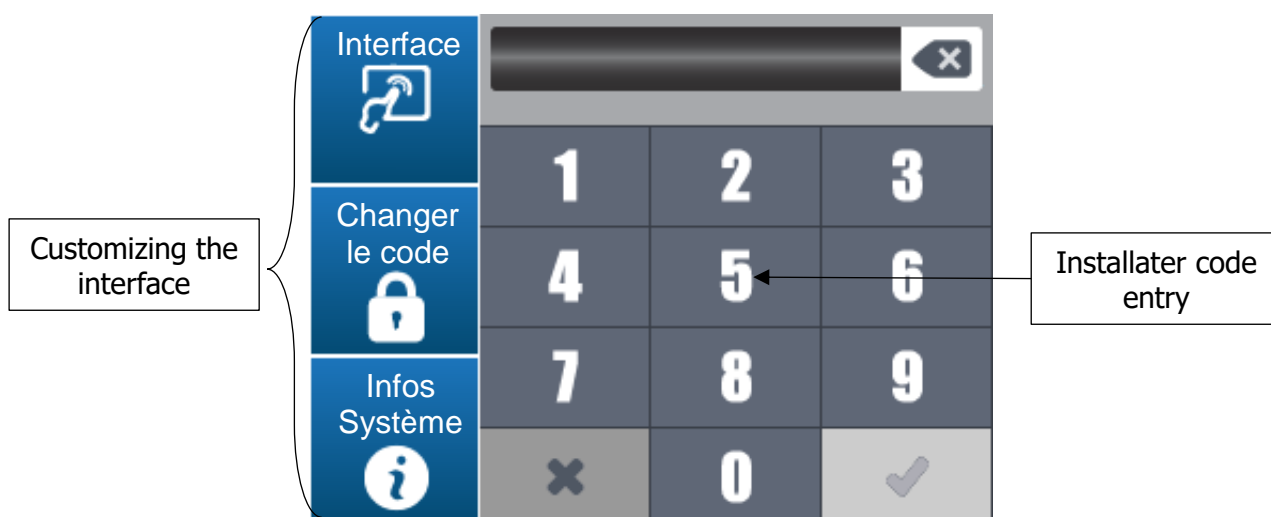 Customizing the
interface
Interface
Changer
le code
Infos
Système
1 2 3
4 5 6
7 8 9
0
Installater code
entry